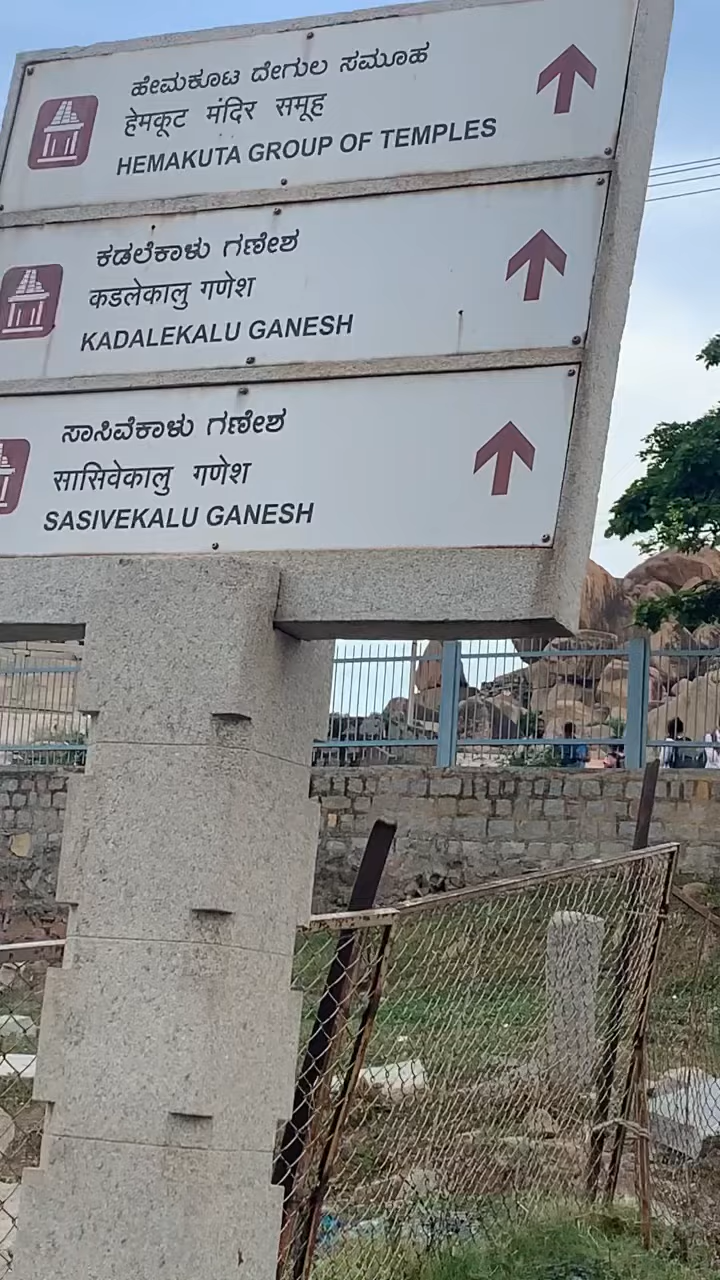 ಹೇಮಕೂಟ ದೇಗುಲ ಸಮೂಹ
हेमकूट मंदिर समूह
HEMAKUTA GROUP OF TEMPLES
ಕಡಲೆಕಾಳು ಗಣೇಶ
कडलेकालु गणेश
KADALEKALU GANESH
ಸಾಸಿವೆಕಾಳು ಗಣೇಶ
सासिवेकालु गणेश
SASIVEKALU GANESH